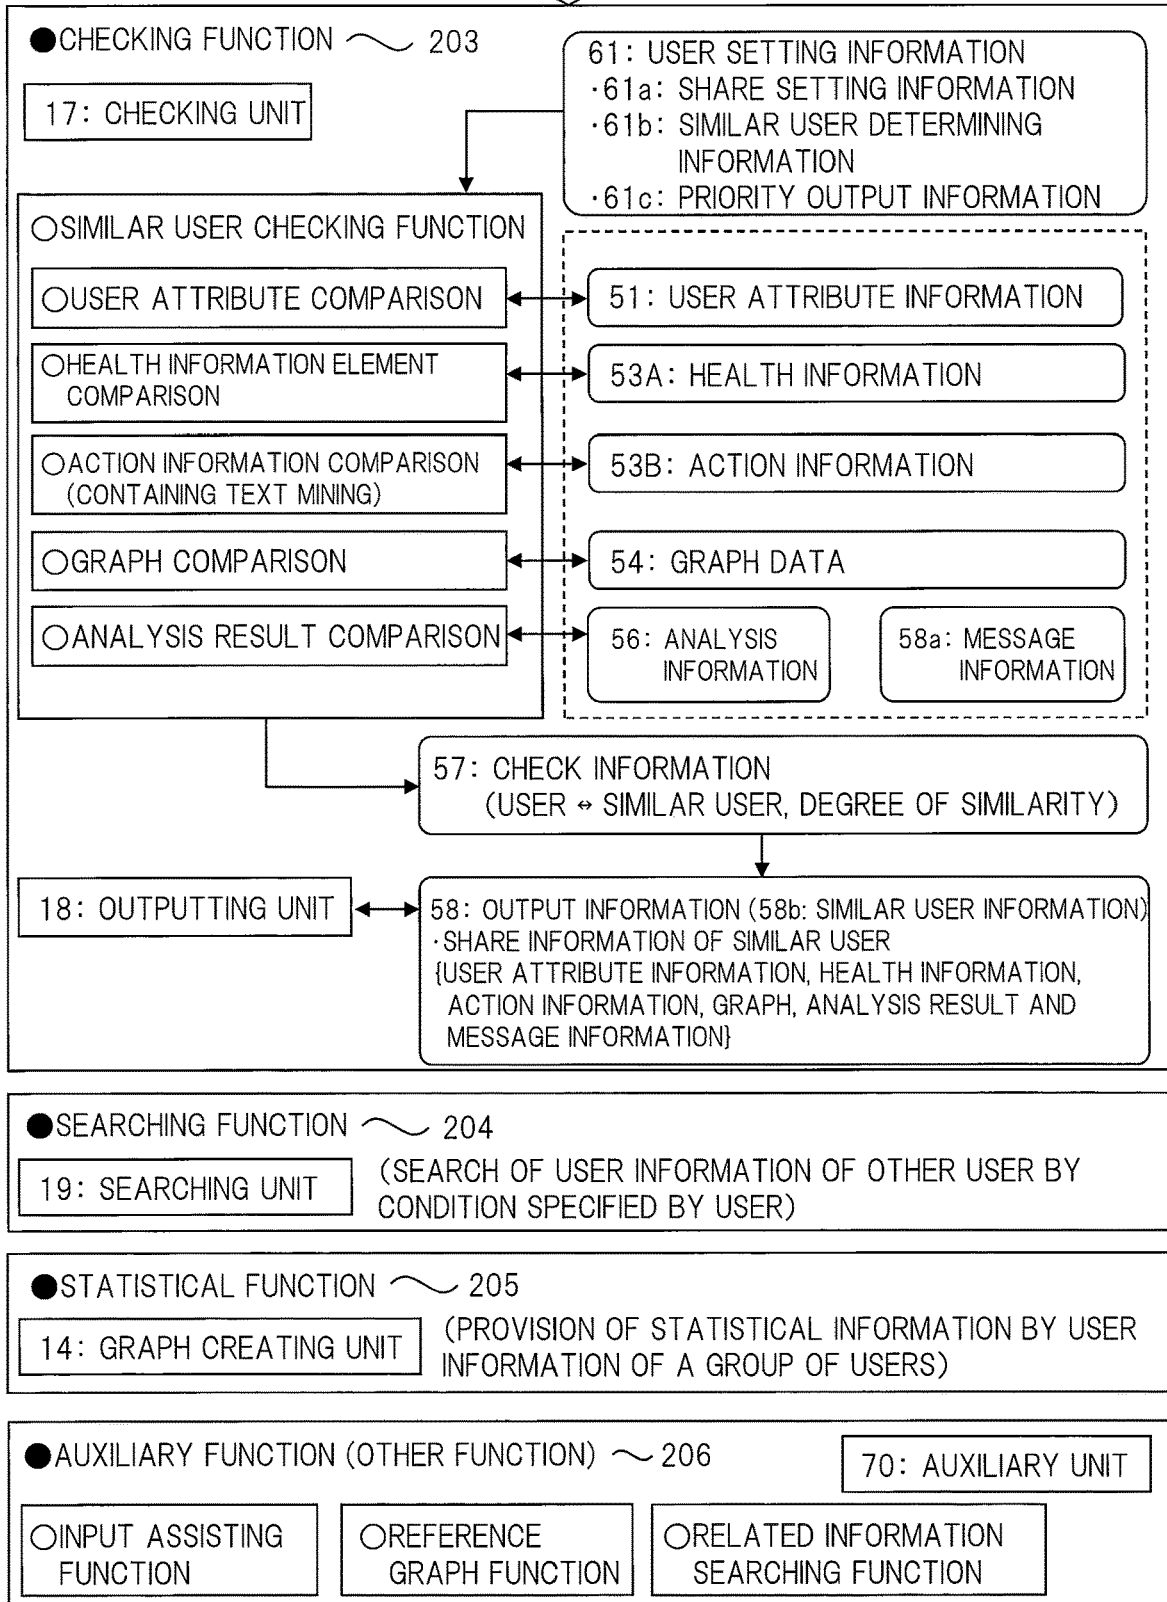 ●CHECKING FUNCTION 203
17: CHECKING UNIT
61: USER SETTING INFORMATION
·61a: SHARE SETTING INFORMATION
·61b: SIMILAR USER DETERMINING
INFORMATION
·61c: PRIORITY OUTPUT INFORMATION
○SIMILAR USER CHECKING FUNCTION
○USER ATTRIBUTE COMPARISON
51: USER ATTRIBUTE INFORMATION
○HEALTH INFORMATION ELEMENT
COMPARISON
53A: HEALTH INFORMATION
○ACTION INFORMATION COMPARISON
(CONTAINING TEXT MINING)
53B: ACTION INFORMATION
○GRAPH COMPARISON
54: GRAPH DATA
○ANALYSIS RESULT COMPARISON
56: ANALYSIS
INFORMATION
58a: MESSAGE
INFORMATION
57: CHECK INFORMATION
(USER ↔ SIMILAR USER, DEGREE OF SIMILARITY)
18: OUTPUTTING UNIT
58: OUTPUT INFORMATION (58b: SIMILAR USER INFORMATION)
·SHARE INFORMATION OF SIMILAR USER
{USER ATTRIBUTE INFORMATION, HEALTH INFORMATION,
ACTION INFORMATION, GRAPH, ANALYSIS RESULT AND
MESSAGE INFORMATION}
●SEARCHING FUNCTION 204
19: SEARCHING UNIT
(SEARCH OF USER INFORMATION OF OTHER USER BY
CONDITION SPECIFIED BY USER)
●STATISTICAL FUNCTION 205
14: GRAPH CREATING UNIT
(PROVISION OF STATISTICAL INFORMATION BY USER
INFORMATION OF A GROUP OF USERS)
●AUXILIARY FUNCTION (OTHER FUNCTION) 206
70: AUXILIARY UNIT
○INPUT ASSISTING
FUNCTION
○REFERENCE
GRAPH FUNCTION
○RELATED INFORMATION
SEARCHING FUNCTION